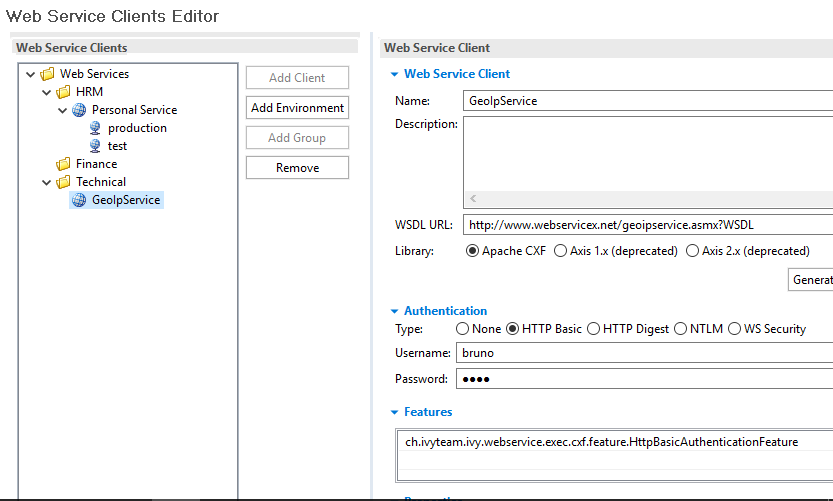 Web Service Clients Editor
Web Service Clients
Web Services
HRM
Personal Service
production
test
Finance
Technical
GeoIpService
Add Client
Add Environment
Add Group
Remove
Web Service Client
Web Service Client
Name: GeoIpService
Description:
WSDL URL: http://www.webservicex.net/geoipservice.asmx?WSDL
Library: Apache CXF Axis 1.x (deprecated) Axis 2.x (deprecated)
Generat
Authentication
Type: None HTTP Basic HTTP Digest NTLM WS Security
Username: bruno
Password: ●●●●
Features
ch.ivyteam.ivy.webservice.exec.cxf.feature.HttpBasicAuthenticationFeature